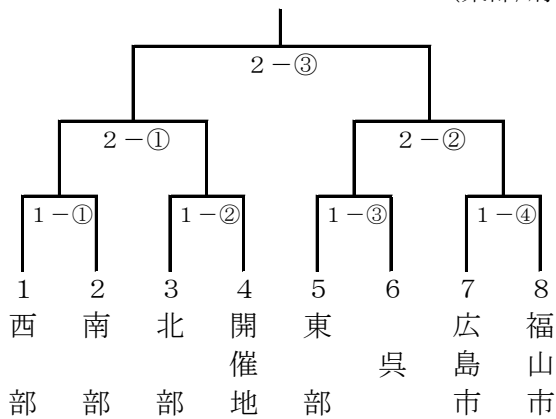 2－③
2－①
2－②
1－①
1－②
1－③
1－④
1 西部
2 南部
3 北部
4 開催地
5 東部
6 呉
7 広島市
8 福山市